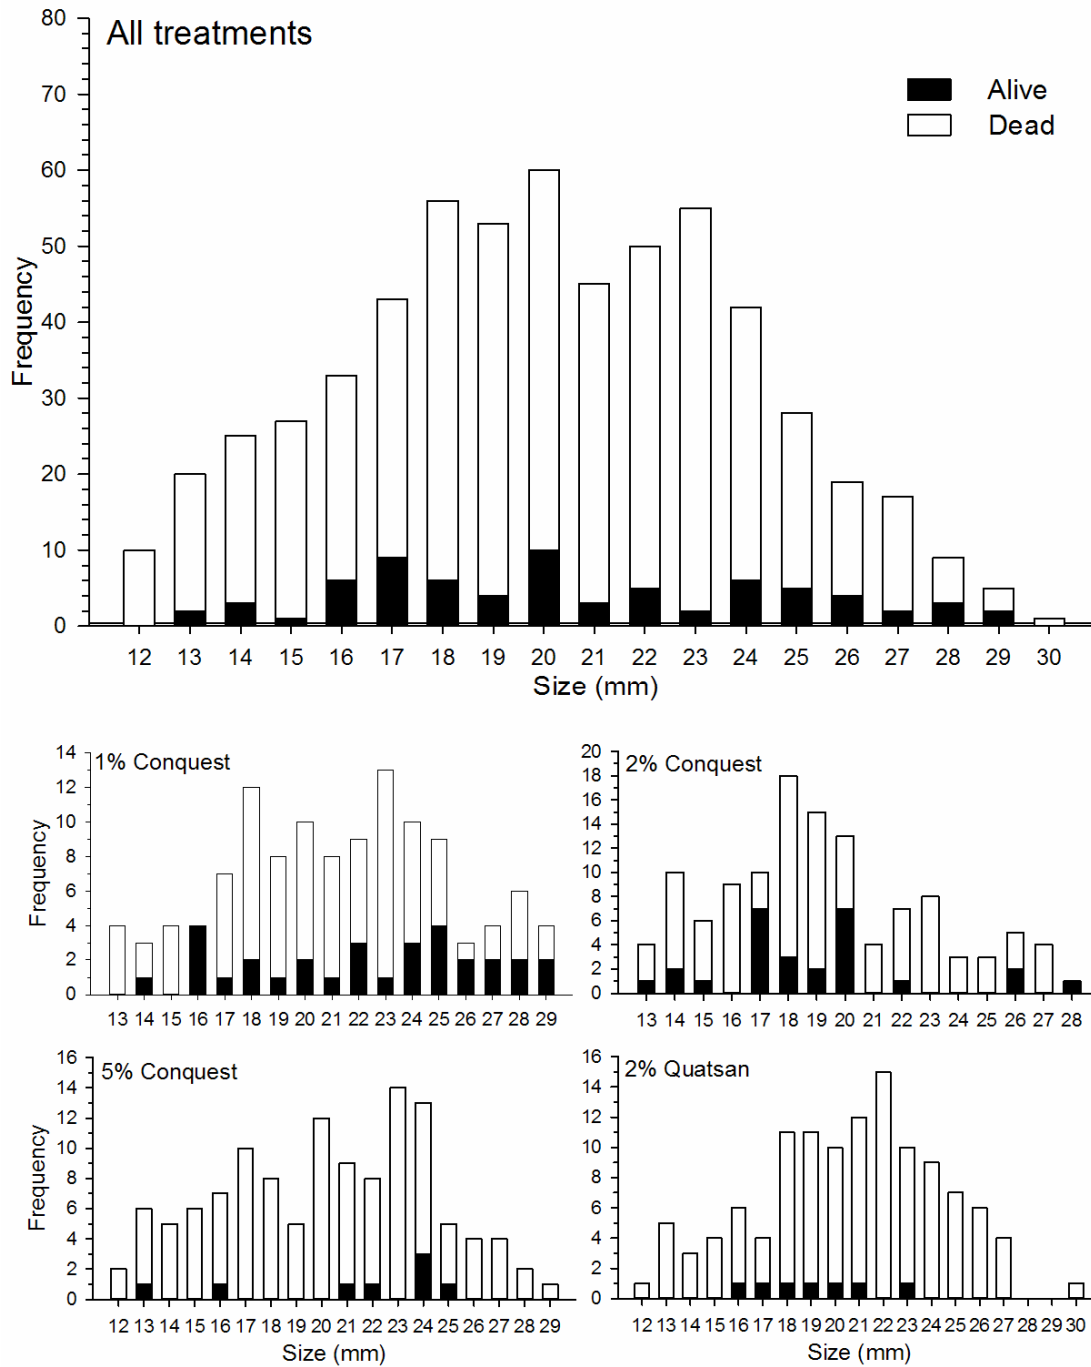 All treatments
Alive
Dead
80
70
60
50
40
30
20
10
0
Frequency
12 13 14 15 16 17 18 19 20 21 22 23 24 25 26 27 28 29 30
Size (mm)
1% Conquest
14
12
10
8
6
4
2
0
Frequency
13 14 15 16 17 18 19 20 21 22 23 24 25 26 27 28 29
2% Conquest
20
18
16
14
12
10
8
6
4
2
0
13 14 15 16 17 18 19 20 21 22 23 24 25 26 27 28
5% Conquest
16
14
12
10
8
6
4
2
0
Frequency
12 13 14 15 16 17 18 19 20 21 22 23 24 25 26 27 28 29
Size (mm)
2% Quatsan
16
14
12
10
8
6
4
2
0
12 13 14 15 16 17 18 19 20 21 22 23 24 25 26 27 28 29 30
Size (mm)